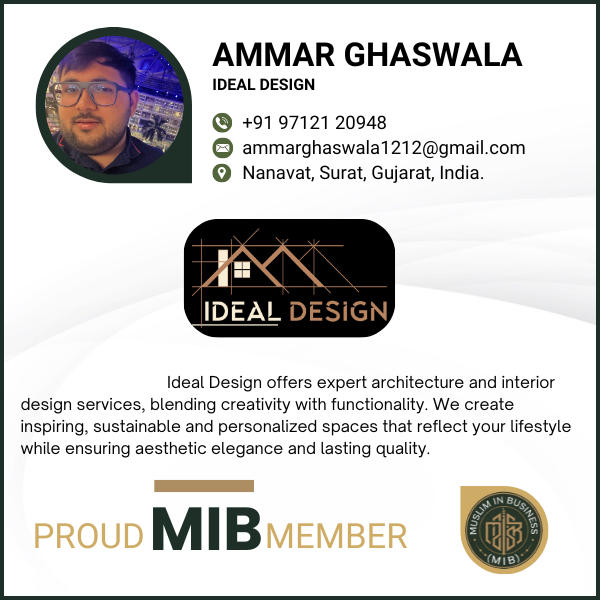 AMMAR GHASWALA
IDEAL DESIGN
+91 97121 20948
ammarghaswala1212@gmail.com
Nanavat, Surat, Gujarat, India.
IDEAL DESIGN
Ideal Design offers expert architecture and interior
design services, blending creativity with functionality. We create
inspiring, sustainable and personalized spaces that reflect your lifestyle
while ensuring aesthetic elegance and lasting quality.
PROUD MIB MEMBER
MUSLIM IN BUSINESS
(MIB)